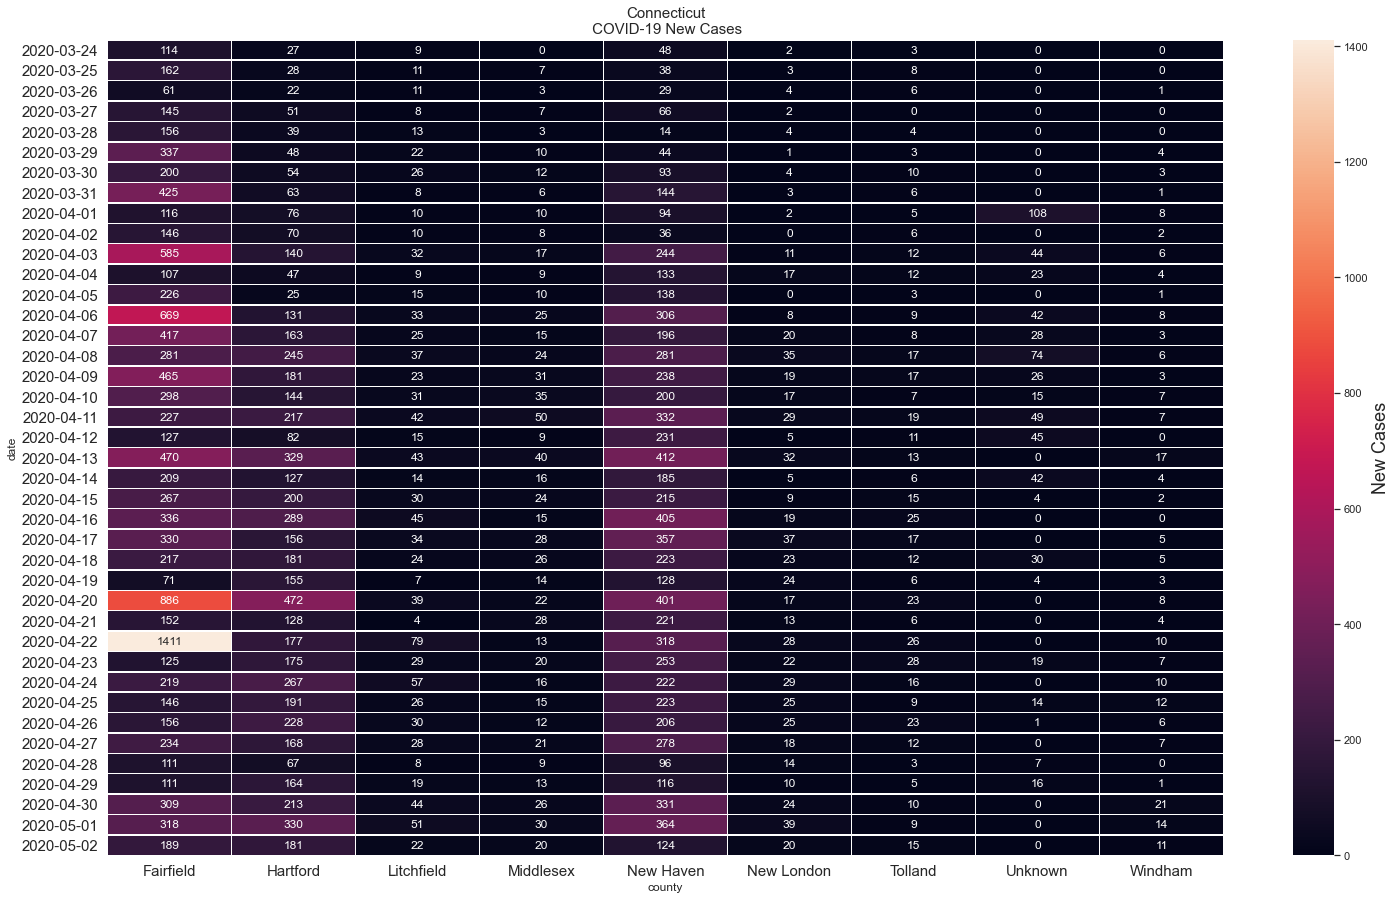 Connecticut
COVID-19 New Cases
2020-03-24 114 27 9 0 48 2 3 0 0
2020-03-25 162 28 11 7 38 3 8 0 0
2020-03-26 61 22 11 3 29 4 6 0 1
2020-03-27 145 51 8 7 66 2 0 0 0
2020-03-28 156 39 13 3 14 4 4 0 0
2020-03-29 337 48 22 10 44 1 3 0 4
2020-03-30 200 54 26 12 93 4 10 0 3
2020-03-31 425 63 8 6 144 3 6 0 1
2020-04-01 116 76 10 10 94 2 5 108 8
2020-04-02 146 70 10 8 36 0 6 0 2
2020-04-03 585 140 32 17 244 11 12 44 6
2020-04-04 107 47 9 9 133 17 12 23 4
2020-04-05 226 25 15 10 138 0 3 0 1
2020-04-06 669 131 33 25 306 8 9 42 8
2020-04-07 417 163 25 15 196 20 8 28 3
2020-04-08 281 245 37 24 281 35 17 74 6
2020-04-09 465 181 23 31 238 19 17 26 3
2020-04-10 298 144 31 35 200 17 7 15 7
2020-04-11 227 217 42 50 332 29 19 49 7
2020-04-12 127 82 15 9 231 5 11 45 0
2020-04-13 470 329 43 40 412 32 13 0 17
2020-04-14 209 127 14 16 185 5 6 42 4
2020-04-15 267 200 30 24 215 9 15 4 2
2020-04-16 336 289 45 15 405 19 25 0 0
2020-04-17 330 156 34 28 357 37 17 0 5
2020-04-18 217 181 24 26 223 23 12 30 5
2020-04-19 71 155 7 14 128 24 6 4 3
2020-04-20 886 472 39 22 401 17 23 0 8
2020-04-21 152 128 4 28 221 13 6 0 4
2020-04-22 1411 177 79 13 318 28 26 0 10
2020-04-23 125 175 29 20 253 22 28 19 7
2020-04-24 219 267 57 16 222 29 16 0 10
2020-04-25 146 191 26 15 223 25 9 14 12
2020-04-26 156 228 30 12 206 25 23 1 6
2020-04-27 234 168 28 21 278 18 12 0 7
2020-04-28 111 67 8 9 96 14 3 7 0
2020-04-29 111 164 19 13 116 10 5 16 1
2020-04-30 309 213 44 26 331 24 10 0 21
2020-05-01 318 330 51 30 364 39 9 0 14
2020-05-02 189 181 22 20 124 20 15 0 11
Fairfield Hartford Litchfield Middlesex New Haven New London Tolland Unknown Windham
county
date
1400
1200
1000
800
600
400
200
0
New Cases